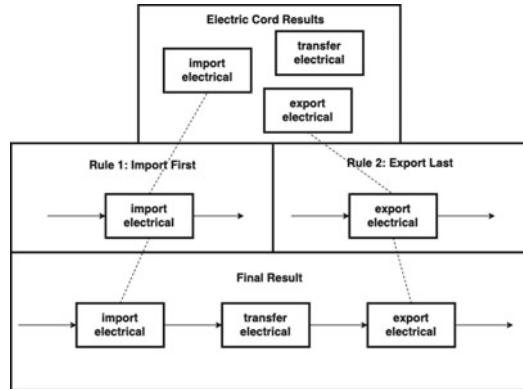 Electric Cord Results
import
electrical
transfer
electrical
export
electrical
Rule 1: Import First
import
electrical
Rule 2: Export Last
export
electrical
Final Result
import
electrical
transfer
electrical
export
electrical